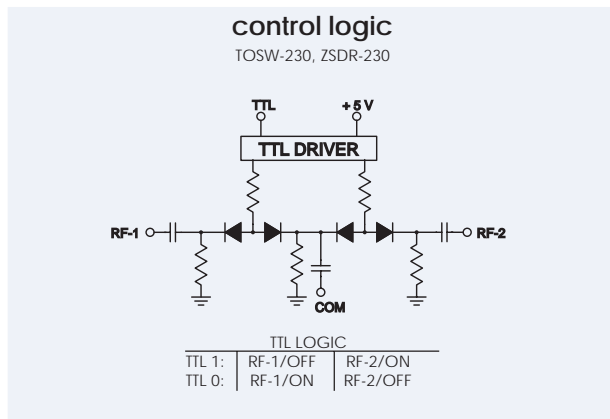 control logic
TOSW-230, ZSDR-230
TTL
+ 5 V
TTL DRIVER
RF-1
RF-2
COM
TTL LOGIC
TTL 1: RF-1/OFF RF-2/ON
TTL 0: RF-1/ON RF-2/OFF